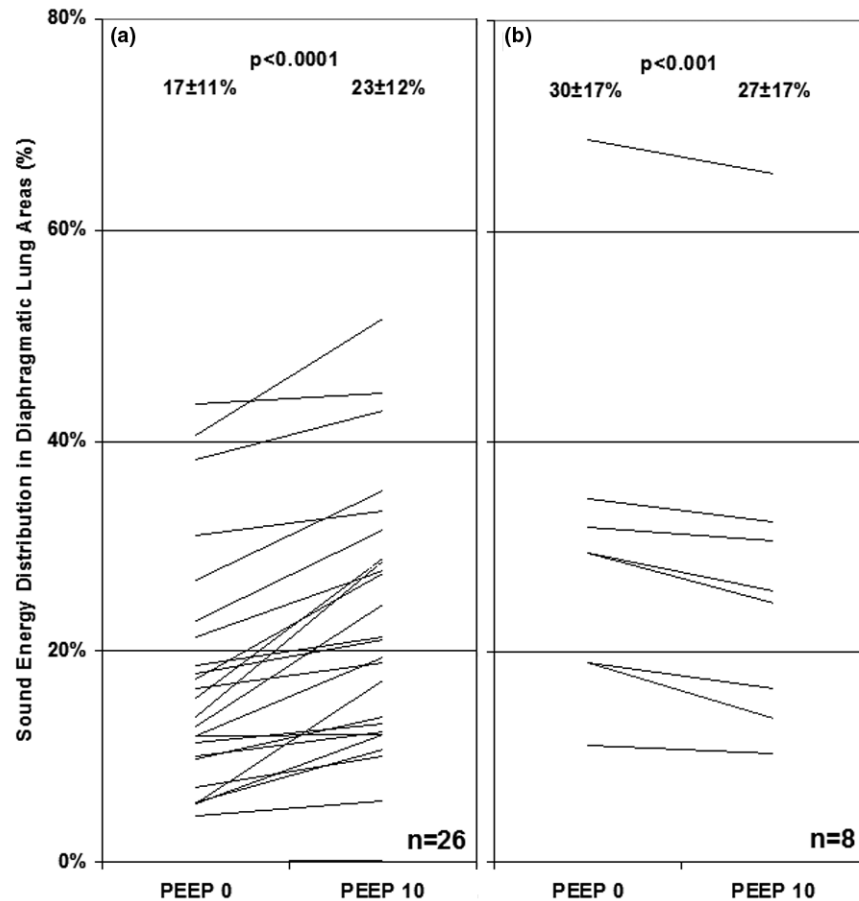 Sound Energy Distribution in Diaphragmatic Lung Areas (%)
80%
60%
40%
20%
0%
(a)
p<0.0001
17±11% 23±12%
n=26
PEEP 0 PEEP 10
(b)
p<0.001
30±17% 27±17%
n=8
PEEP 0 PEEP 10